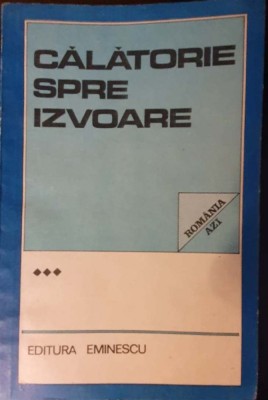 CĂLĂTORIE
SPRE
IZVOARE
ROMÂNIA
AZI
EDITURA EMINESCU